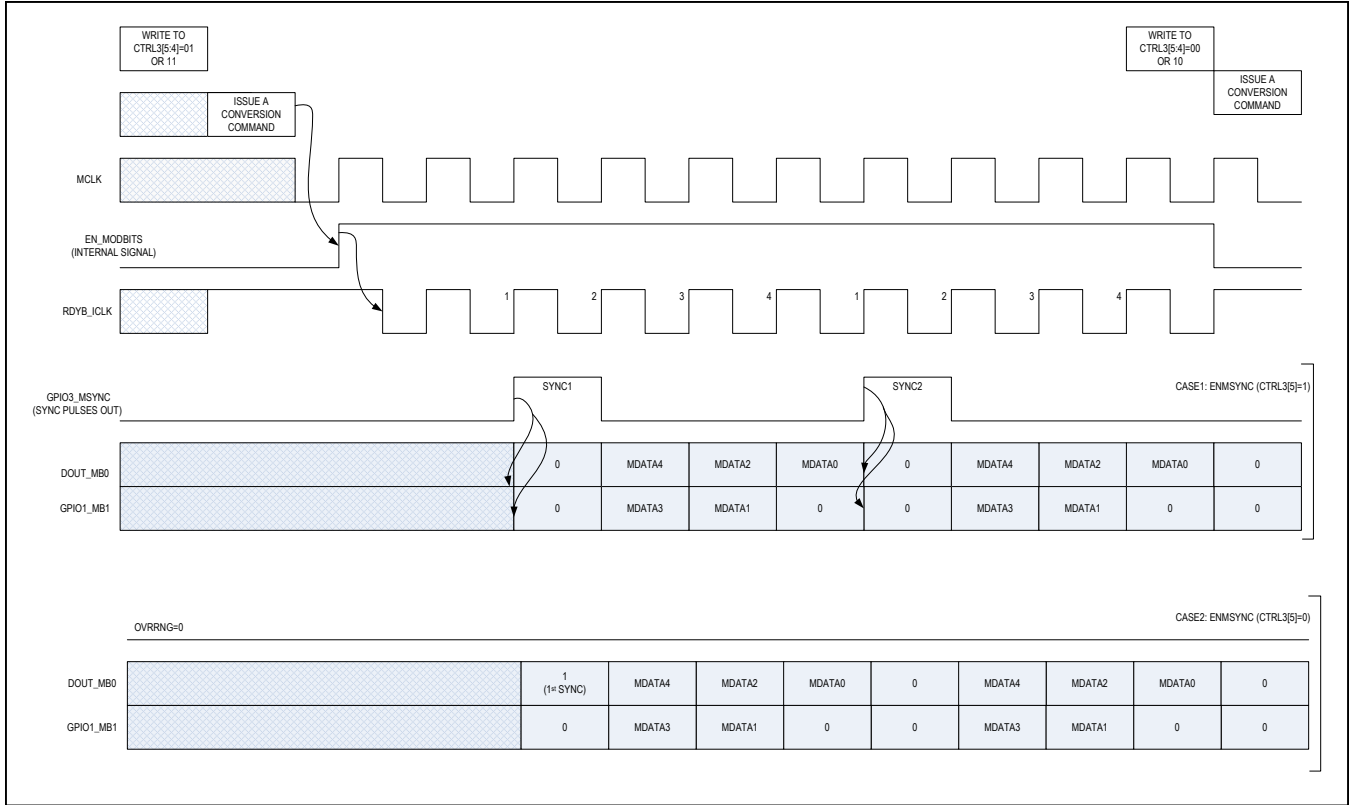 WRITE TO
CTRL3[5:4]=01
OR 11
WRITE TO
CTRL3[5:4]=00
OR 10
ISSUE A
CONVERSION
COMMAND
ISSUE A
CONVERSION
COMMAND
MCLK
EN_MODBITS
(INTERNAL SIGNAL)
RDYB_ICLK
1 2 3 4 1 2 3 4
GPIO3_MSYNC
(SYNC PULSES OUT)
SYNC1 SYNC2
CASE1: ENMSYNC (CTRL3[5]=1)
DOUT_MB0 0 MDATA4 MDATA2 MDATA0 0 MDATA4 MDATA2 MDATA0 0
GPIO1_MB1 0 MDATA3 MDATA1 0 0 MDATA3 MDATA1 0 0
CASE2: ENMSYNC (CTRL3[5]=0)
OVRRNG=0
DOUT_MB0 1 (1st SYNC) MDATA4 MDATA2 MDATA0 0 MDATA4 MDATA2 MDATA0 0
GPIO1_MB1 0 MDATA3 MDATA1 0 0 MDATA3 MDATA1 0 0